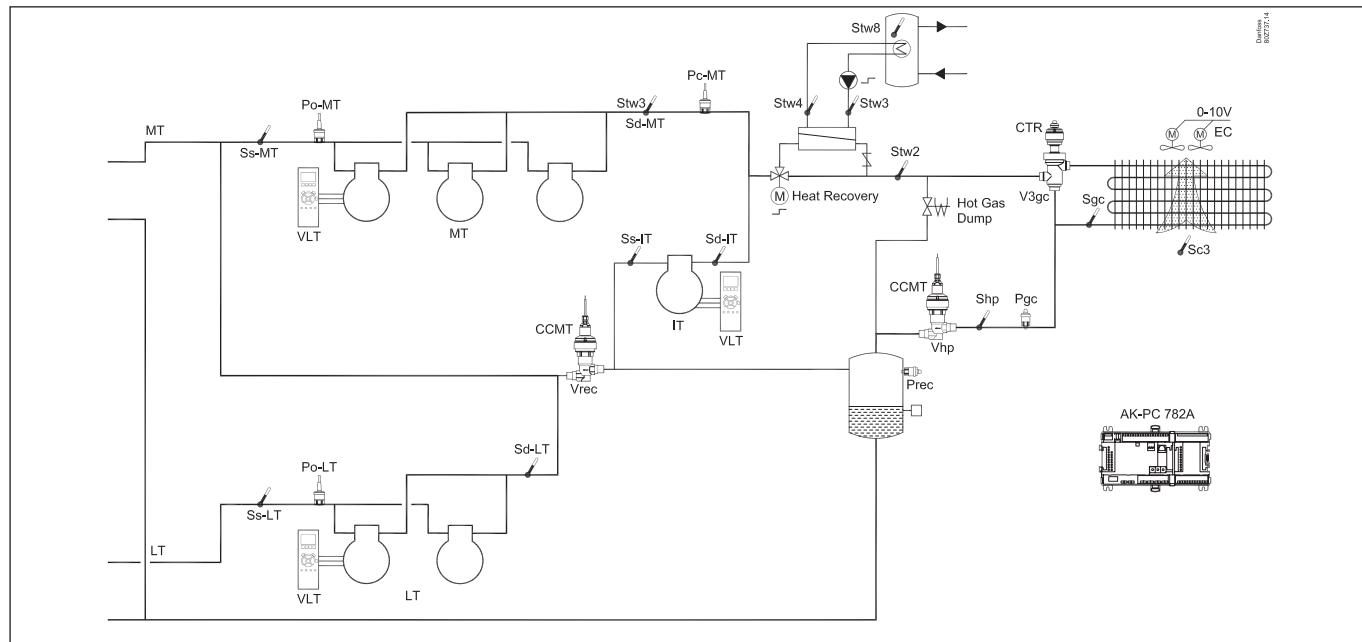 Danfoss
80Z737.14
Stw8
0-10V
M
M
EC
Pc-MT
Stw3
Sd-MT
Stw4
Stw3
CTR
Po-MT
MT
Ss-MT
Stw2
M
Heat Recovery
V3gc
Sgc
Hot Gas
Dump
VLT
MT
Ss-IT
Sd-IT
Sc3
CCMT
Shp
Pgc
CCMT
IT
VLT
Vhp
Vrec
Prec
AK-PC 782A
Sd-LT
Po-LT
Ss-LT
LT
VLT
LT